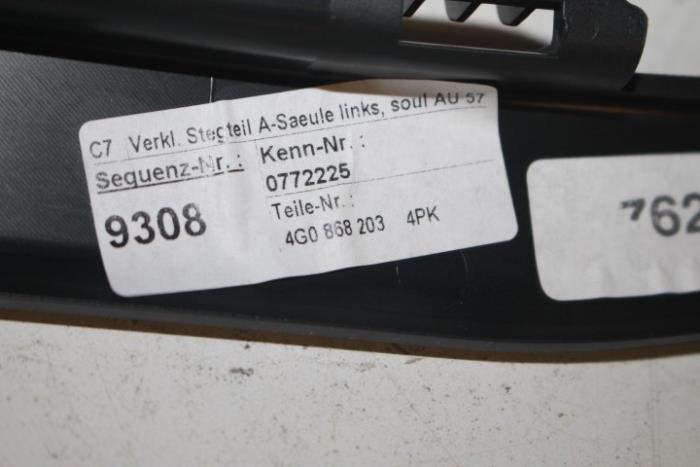 C7 Verkl. Stegteil A-Saeule links, soul AU 57
Sequenz-Nr.: Kenn-Nr.:
0772225
9308 Teile-Nr.:
4G0 868 203 4PK
762